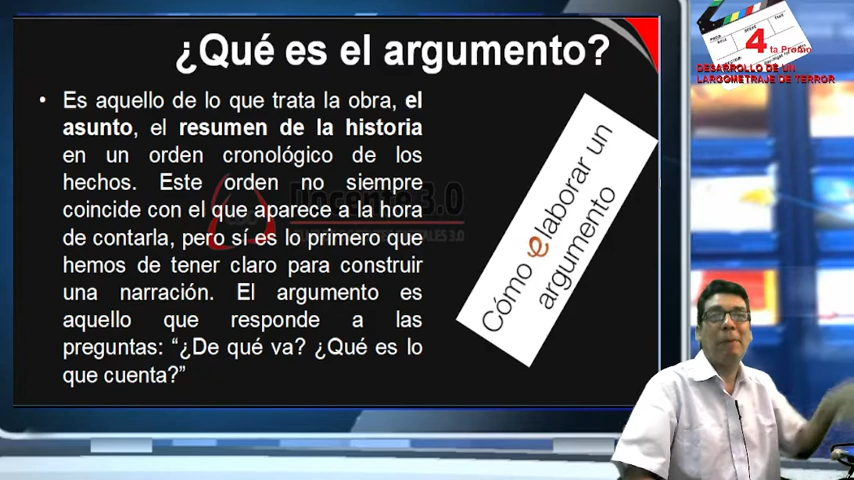 ¿Qué es el argumento?
• Es aquello de lo que trata la obra, el
asunto, el resumen de la historia
en un orden cronológico de los
hechos. Este orden no siempre
coincide con el que aparece a la hora
de contarla, pero sí es lo primero que
hemos de tener claro para construir
una narración. El argumento es
aquello que responde a las
preguntas: “¿De qué va? ¿Qué es lo
que cuenta?”
Cómo elaborar un
argumento
Docente 3.0
4ta Promo
DESARROLLO DE UN
LARGOMETRAJE DE TERROR